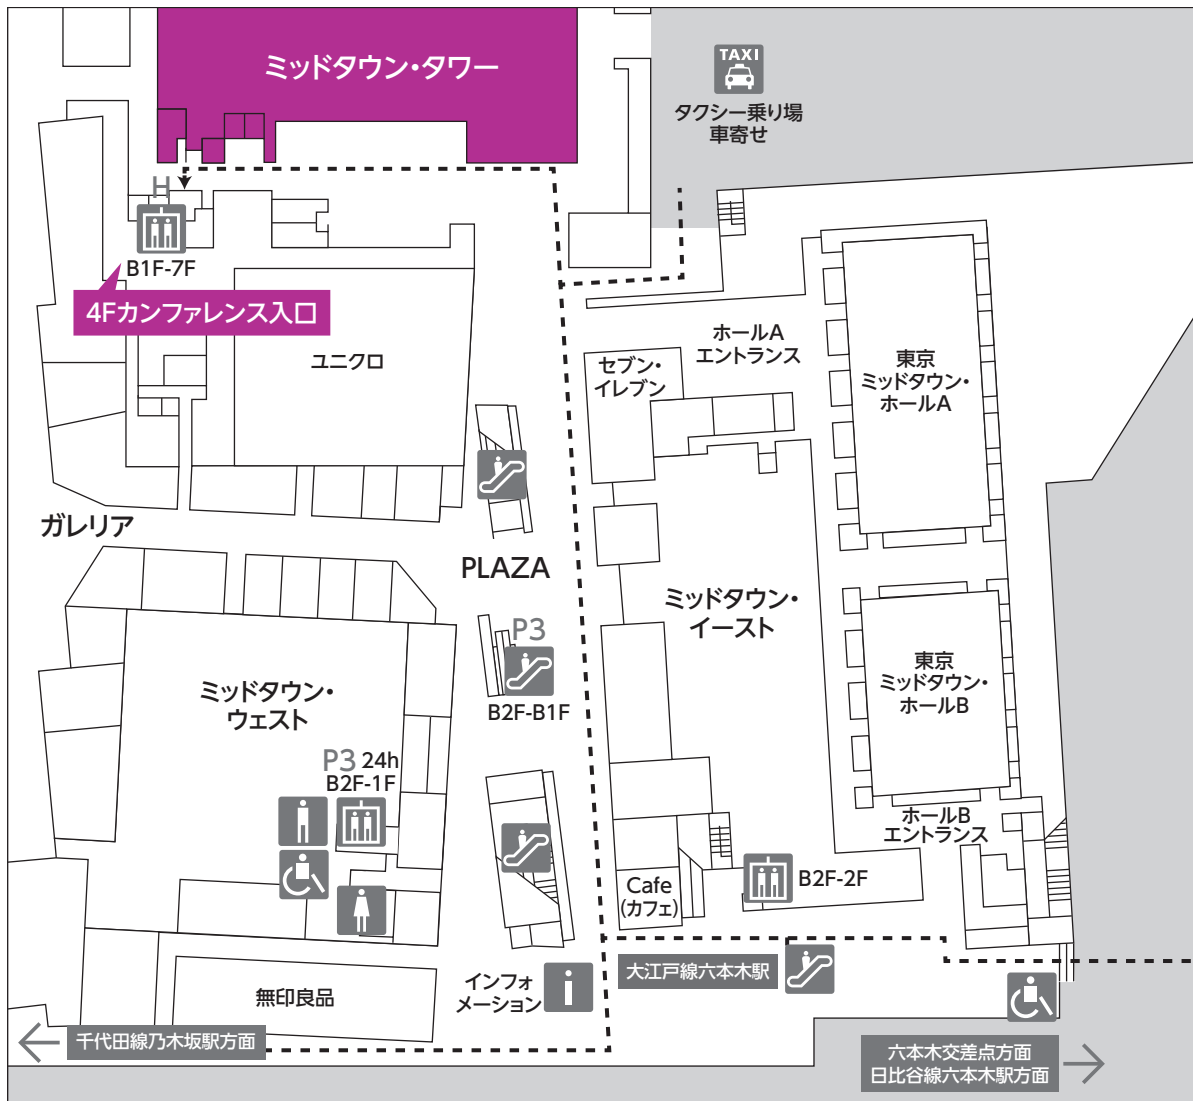 ミッドタウン・タワー
TAXI
タクシー乗り場
車寄せ
H
B1F-7F
4Fカンファレンス入口
ユニクロ
セブン・
イレブン
ホールA
エントランス
東京
ミッドタウン・
ホールA
ガレリア
PLAZA
ミッドタウン・
イースト
P3
B2F-B1F
東京
ミッドタウン・
ホールB
ミッドタウン・
ウェスト
P3 24h
B2F-1F
ホールB
エントランス
Cafe
(カフェ)
B2F-2F
インフォ
メーション
i
大江戸線六本木駅
無印良品
千代田線乃木坂駅方面
六本木交差点方面
日比谷線六本木駅方面